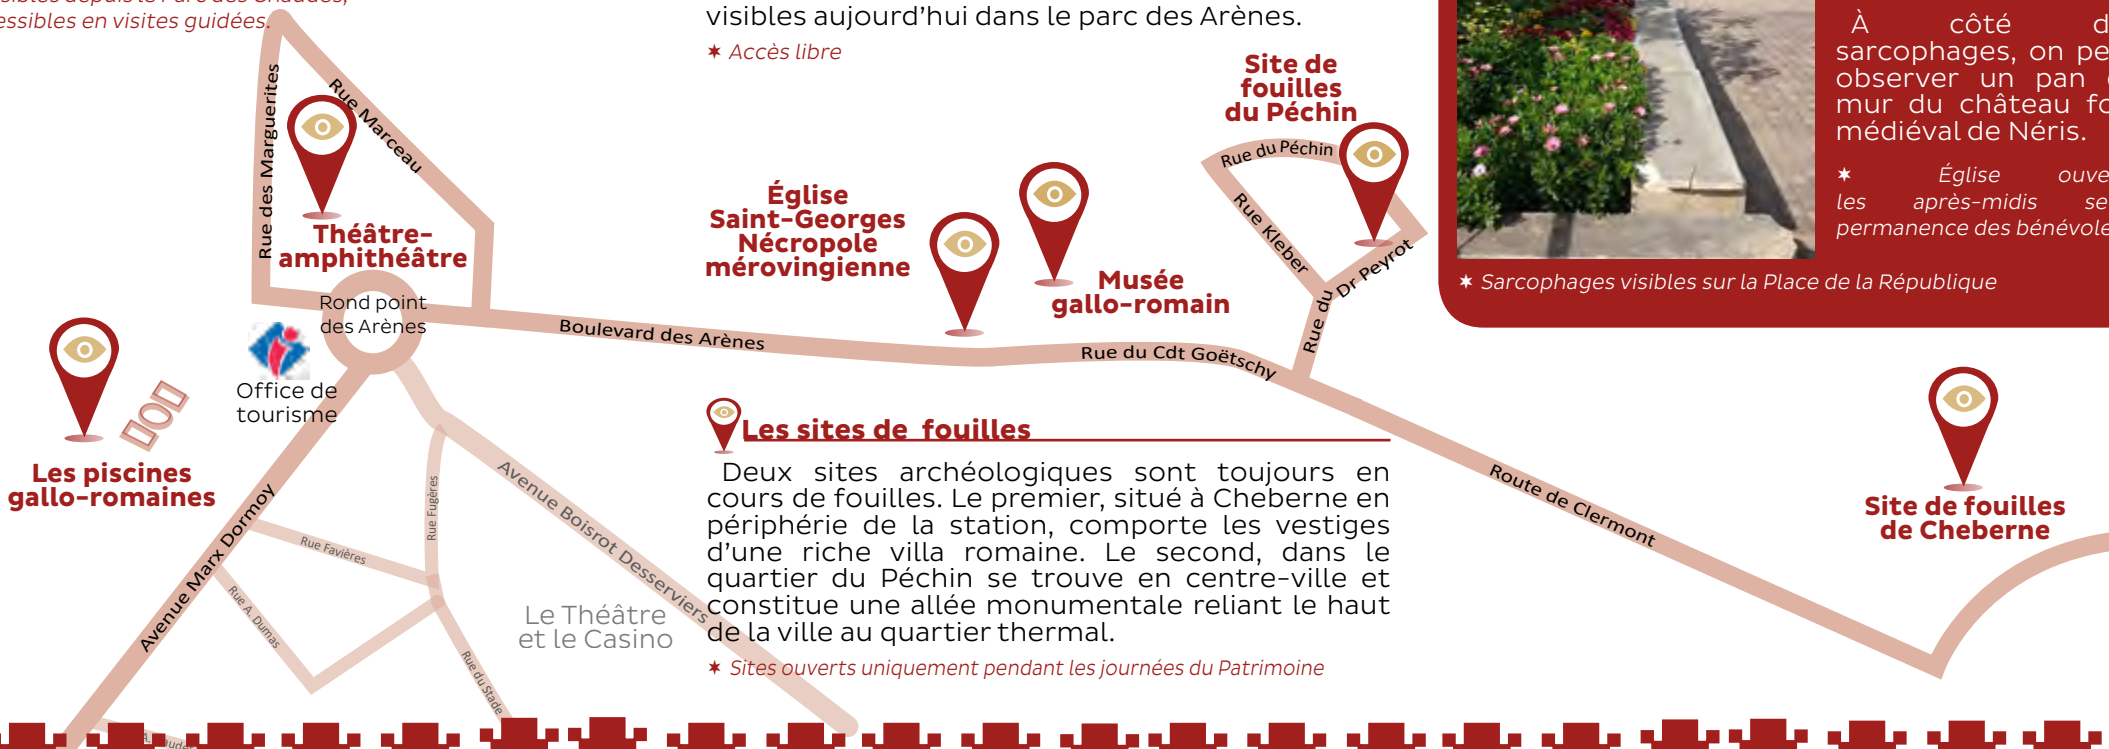 essibles en visites guidées.
visibles aujourd'hui dans le parc des Arènes.
✶ Accès libre
À côté d
sarcophages, on pe
observer un pan
mur du château fo
médiéval de Néris.
✶ Église ouve
les après-midis se
permanence des bénévole
✶ Sarcophages visibles sur la Place de la République
Rue des Marguerites
Rue Marceau
Théâtre-
amphithéâtre
Rond point
des Arènes
Office de
tourisme
Les piscines
gallo-romaines
Boulevard des Arènes
Église
Saint-Georges
Nécropole
mérovingienne
Musée
gallo-romain
Site de
fouilles
du Péchin
Rue du Péchin
Rue Kleber
Rue du Dr Peyrot
Rue du Cdt Goëtschy
Route de Clermont
Site de fouilles
de Cheberne
Avenue Marx Dormoy
Rue Favières
Rue Fugères
Rue A. Dumas
Avenue Boisrot Desserviers
Rue du Stade
Le Théâtre
et le Casino
Les sites de fouilles
Deux sites archéologiques sont toujours en
cours de fouilles. Le premier, situé à Cheberne en
périphérie de la station, comporte les vestiges
d'une riche villa romaine. Le second, dans le
quartier du Péchin se trouve en centre-ville et
constitue une allée monumentale reliant le haut
de la ville au quartier thermal.
✶ Sites ouverts uniquement pendant les journées du Patrimoine